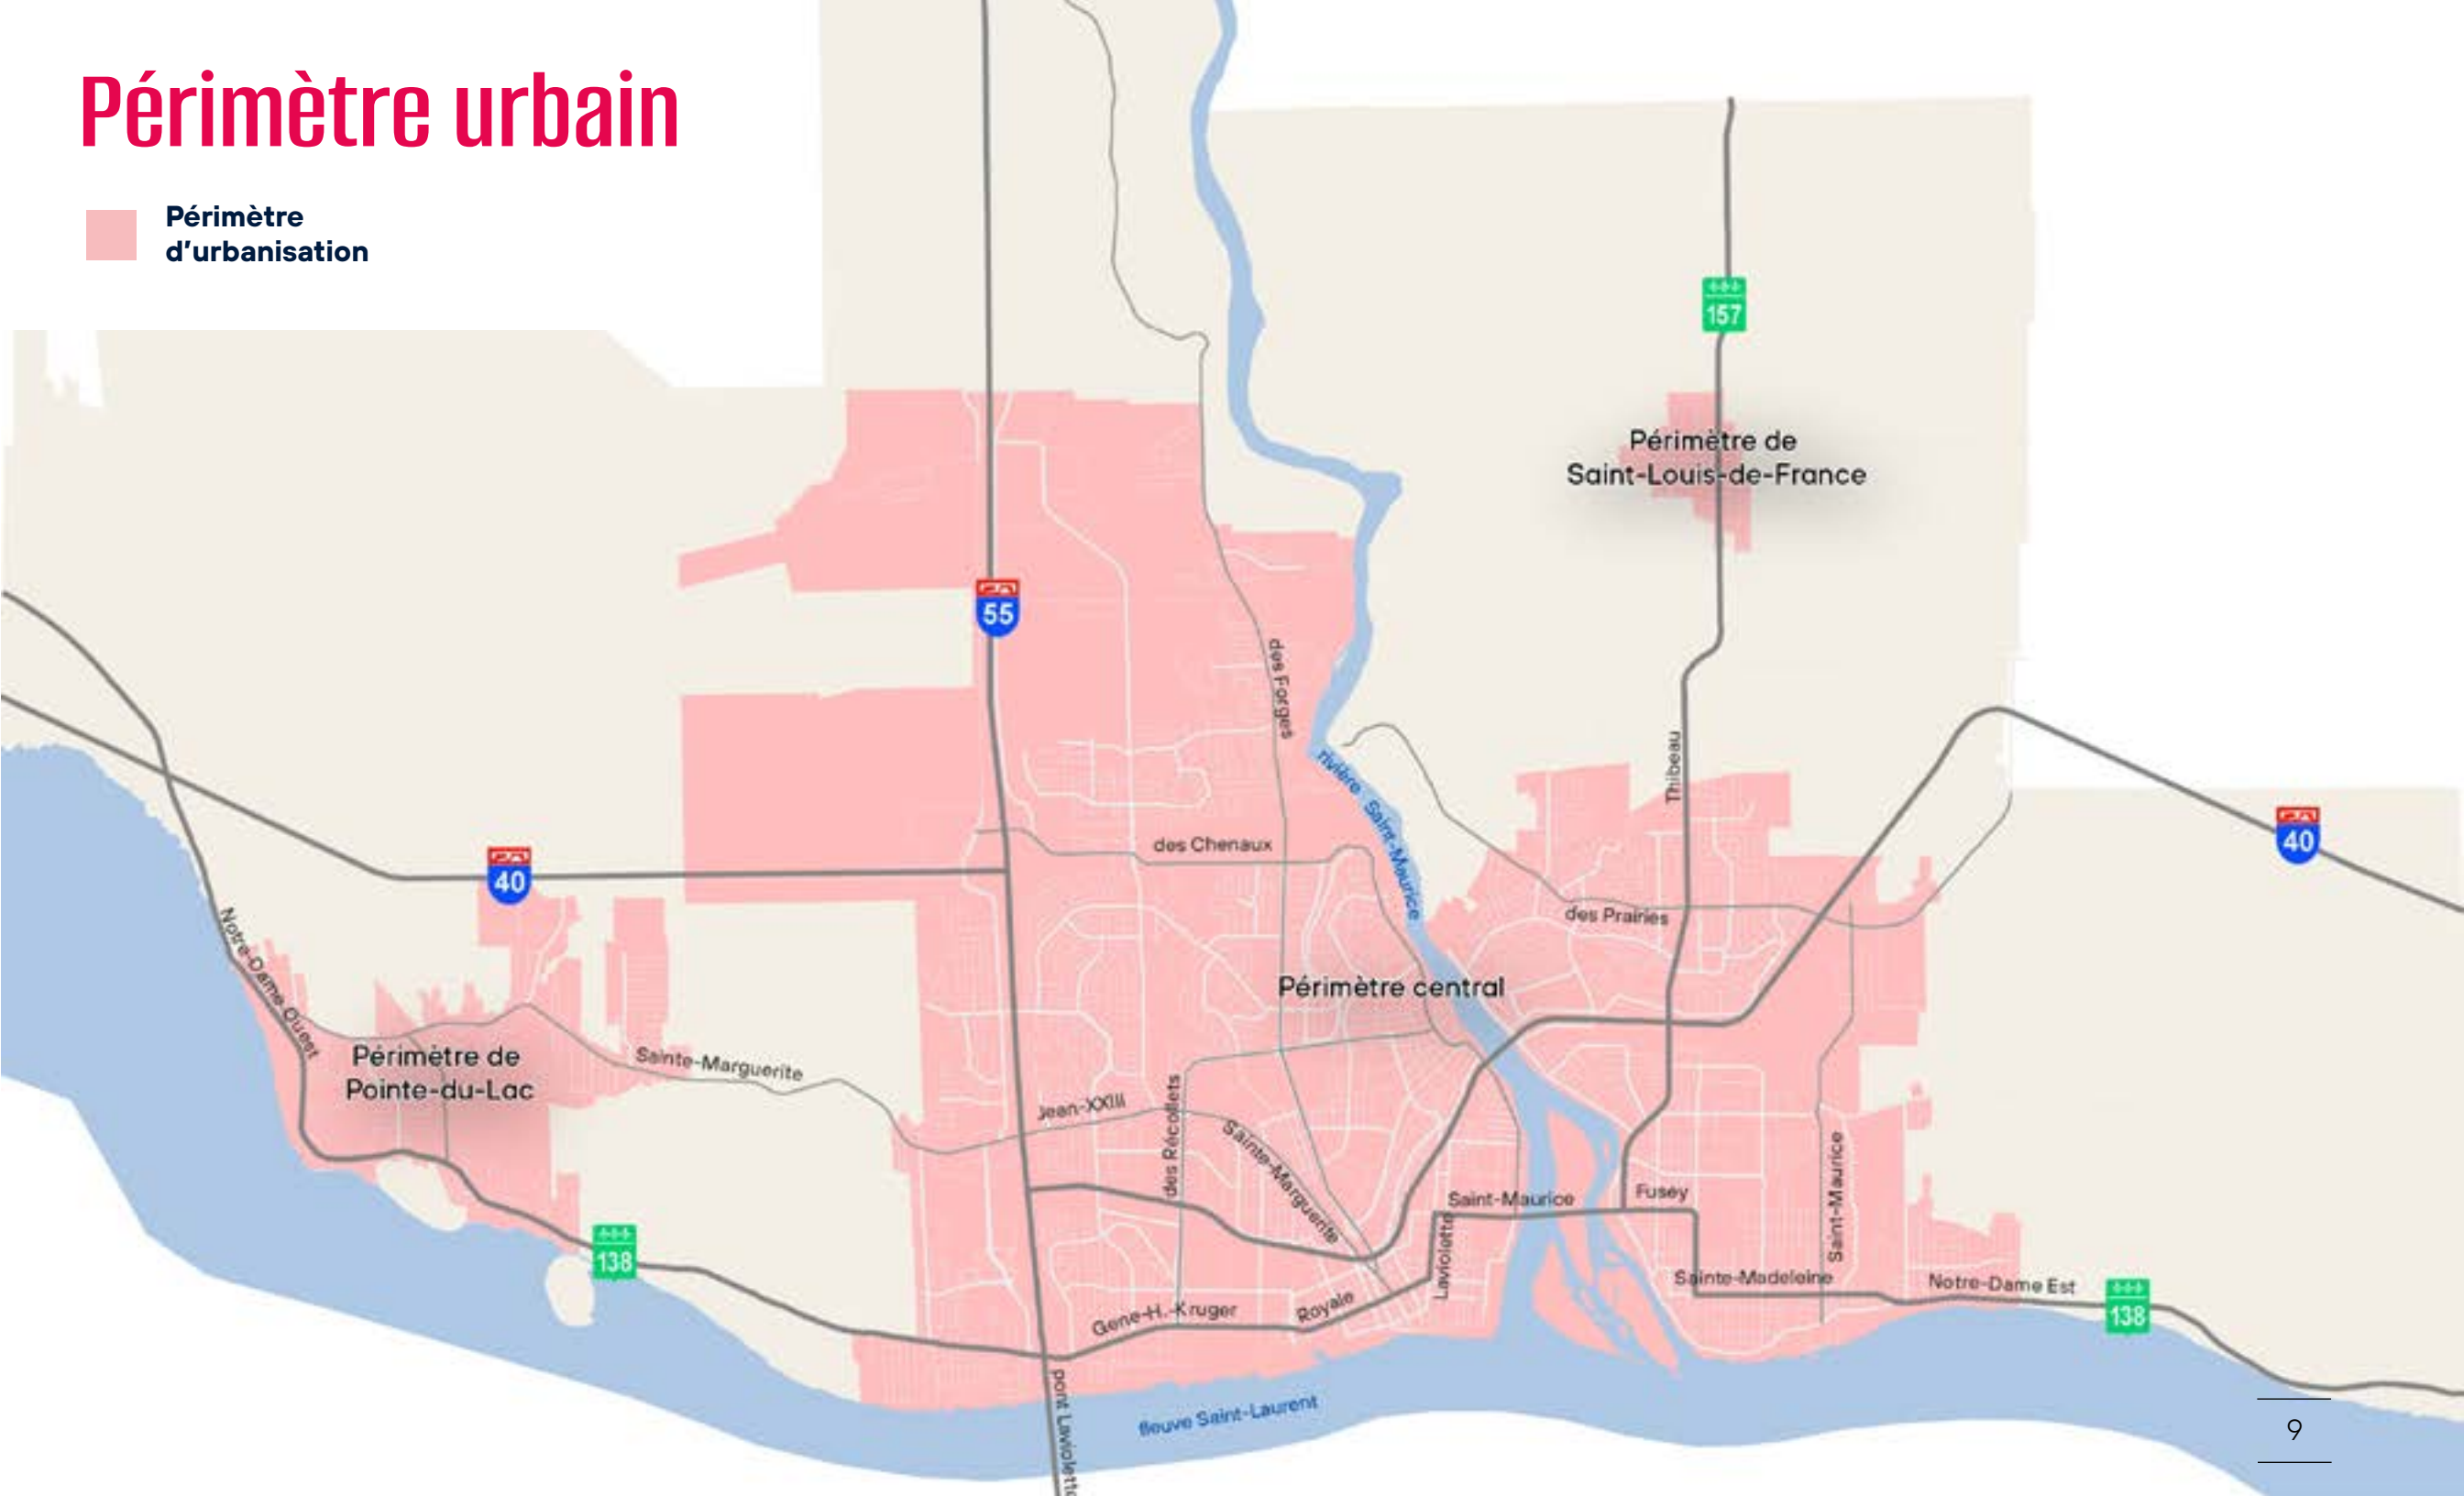 Périmètre urbain
Périmètre
d'urbanisation
157
Périmètre de
Saint-Louis-de-France
55
des Forges
rivière Saint-Maurice
Thibeau
des Chenaux
40
40
des Prairies
Notre-Dame Ouest
Périmètre central
Périmètre de
Pointe-du-Lac
Sainte-Marguerite
Jean-XXIII
des Récollets
Sainte-Marguerite
Saint-Maurice
Fusey
Saint-Maurice
Laviolette
138
Sainte-Madeleine
Notre-Dame Est
138
Gene-H.-Kruger
Royale
pont Laviolette
fleuve Saint-Laurent
9